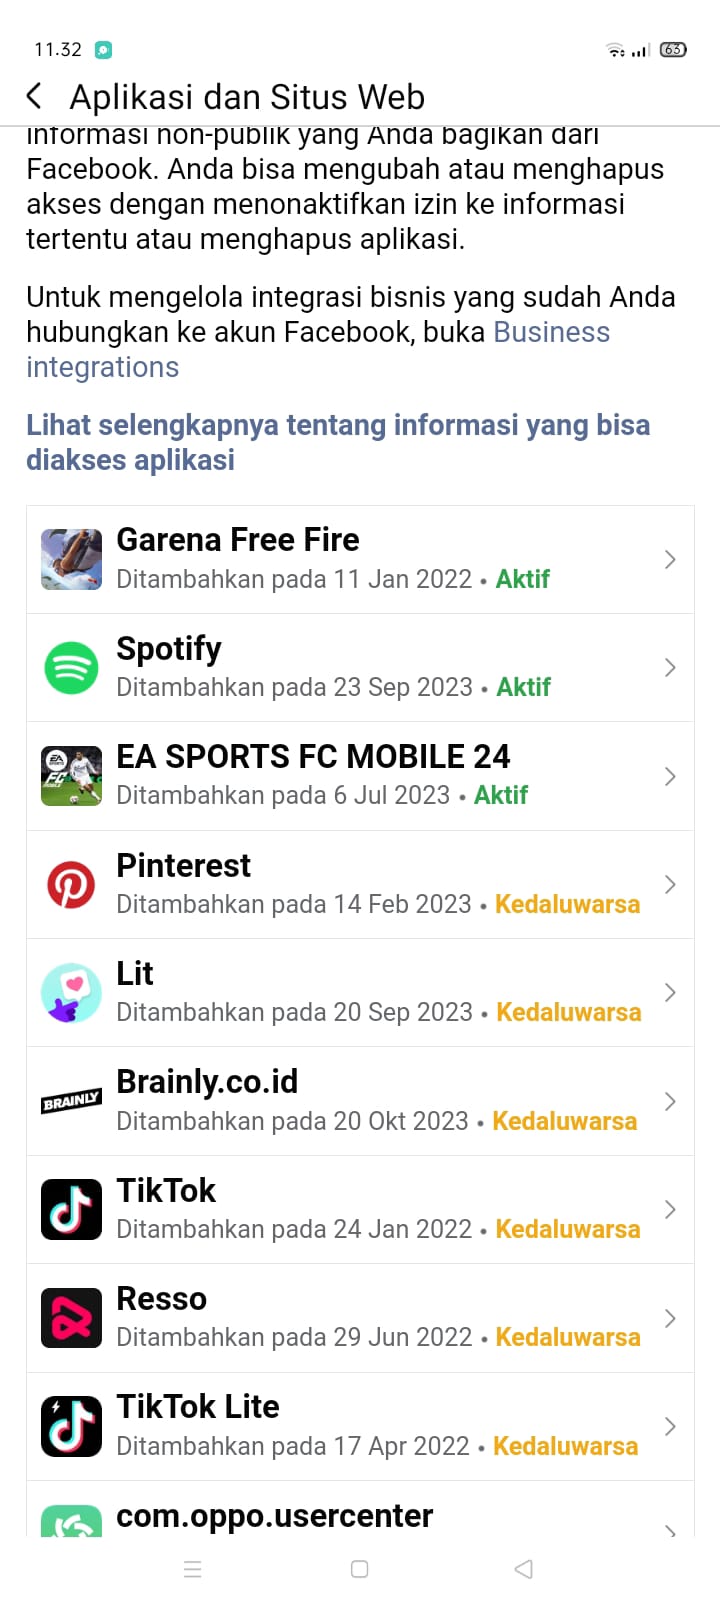 11.32
63
Aplikasi dan Situs Web
informasi non-publik yang Anda bagikan dari
Facebook. Anda bisa mengubah atau menghapus
akses dengan menonaktifkan izin ke informasi
tertentu atau menghapus aplikasi.
Untuk mengelola integrasi bisnis yang sudah Anda
hubungkan ke akun Facebook, buka Business
integrations
Lihat selengkapnya tentang informasi yang bisa
diakses aplikasi
Garena Free Fire
Ditambahkan pada 11 Jan 2022 • Aktif
Spotify
Ditambahkan pada 23 Sep 2023 • Aktif
EA SPORTS FC MOBILE 24
Ditambahkan pada 6 Jul 2023 • Aktif
Pinterest
Ditambahkan pada 14 Feb 2023 • Kedaluwarsa
Lit
Ditambahkan pada 20 Sep 2023 • Kedaluwarsa
BRAINLY
Brainly.co.id
Ditambahkan pada 20 Okt 2023 • Kedaluwarsa
TikTok
Ditambahkan pada 24 Jan 2022 • Kedaluwarsa
Resso
Ditambahkan pada 29 Jun 2022 • Kedaluwarsa
TikTok Lite
Ditambahkan pada 17 Apr 2022 • Kedaluwarsa
com.oppo.usercenter